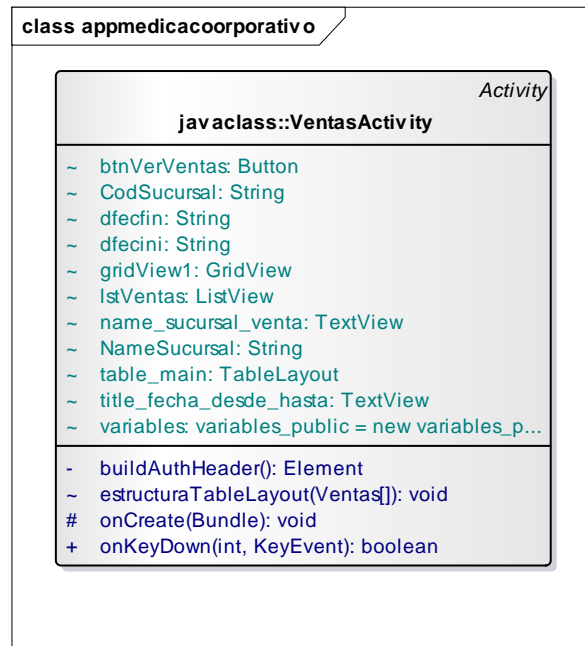 class appmedicacoorporativo
Activity
javaclass::VentasActivity
~ btnVerVentas: Button
~ CodSucursal: String
~ dfecfin: String
~ dfecini: String
~ gridView1: GridView
~ lstVentas: ListView
~ name_sucursal_venta: TextView
~ NameSucursal: String
~ table_main: TableLayout
~ title_fecha_desde_hasta: TextView
~ variables: variables_public = new variables_p...
- buildAuthHeader(): Element
~ estructuraTableLayout(Ventas[]): void
# onCreate(Bundle): void
+ onKeyDown(int, KeyEvent): boolean